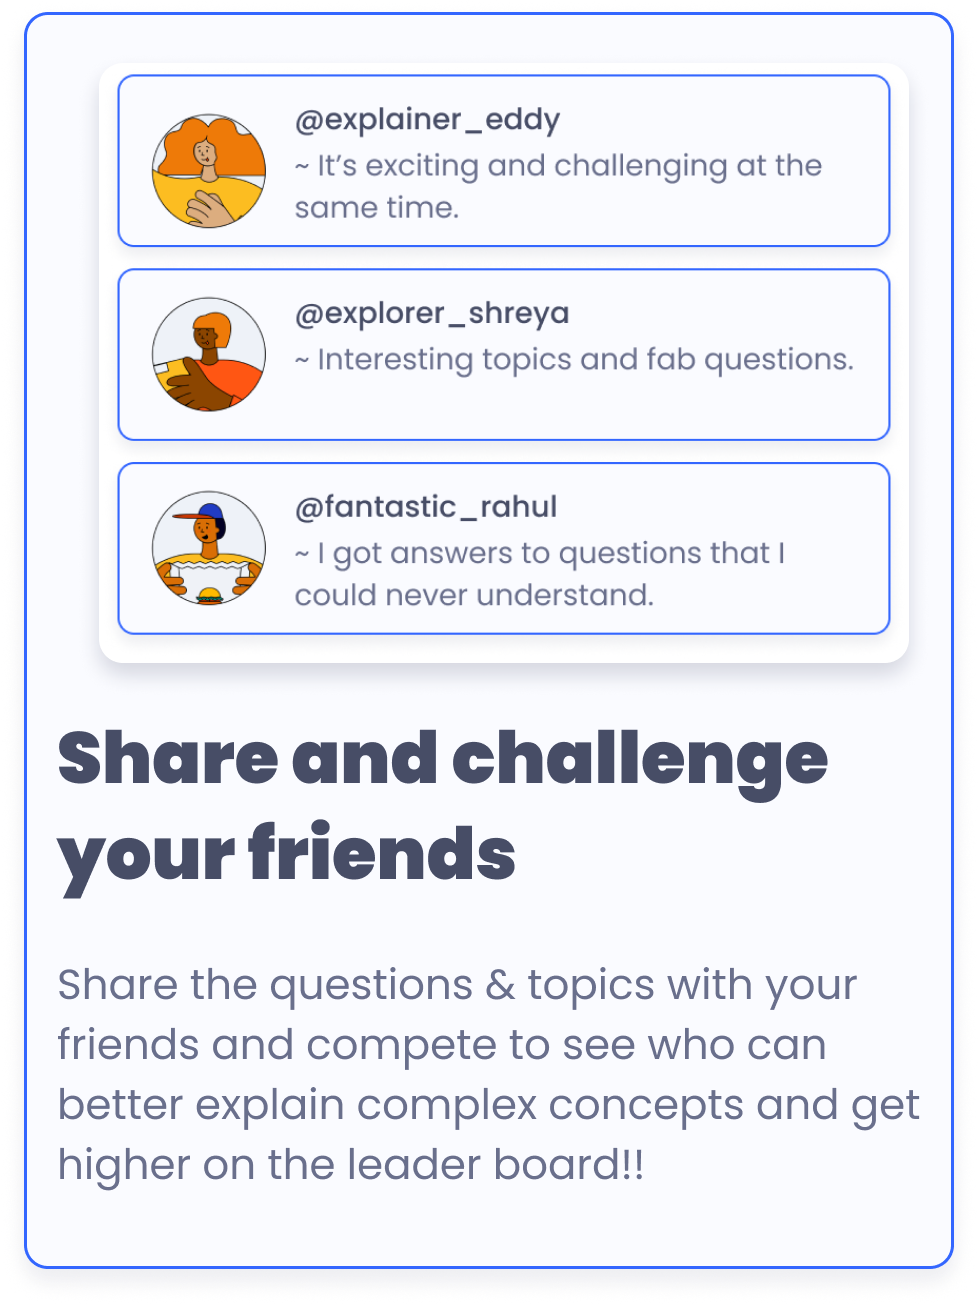 @explainer_eddy
~ It’s exciting and challenging at the
same time.
@explorer_shreya
~ Interesting topics and fab questions.
@fantastic_rahul
~ I got answers to questions that I
could never understand.
Share and challenge
your friends
Share the questions & topics with your
friends and compete to see who can
better explain complex concepts and get
higher on the leader board!!